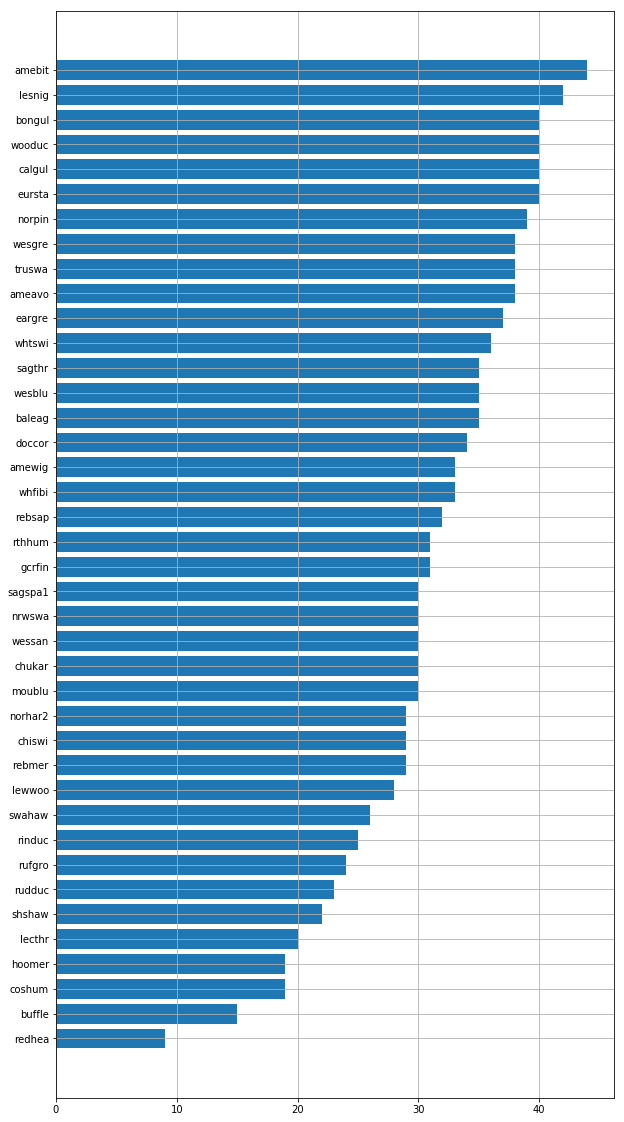 amebit
lesnig
bongul
wooduc
calgul
eursta
norpin
wesgre
truswa
ameavo
eargre
whtswi
sagthr
wesblu
baleag
doccor
amewig
whfibi
rebsap
rthhum
gcrfin
sagspa1
nrwswa
wessan
chukar
moublu
norhar2
chiswi
rebmer
lewwoo
swahaw
rinduc
rufgro
rudduc
shshaw
lecthr
hoomer
coshum
buffle
redhea
0 10 20 30 40